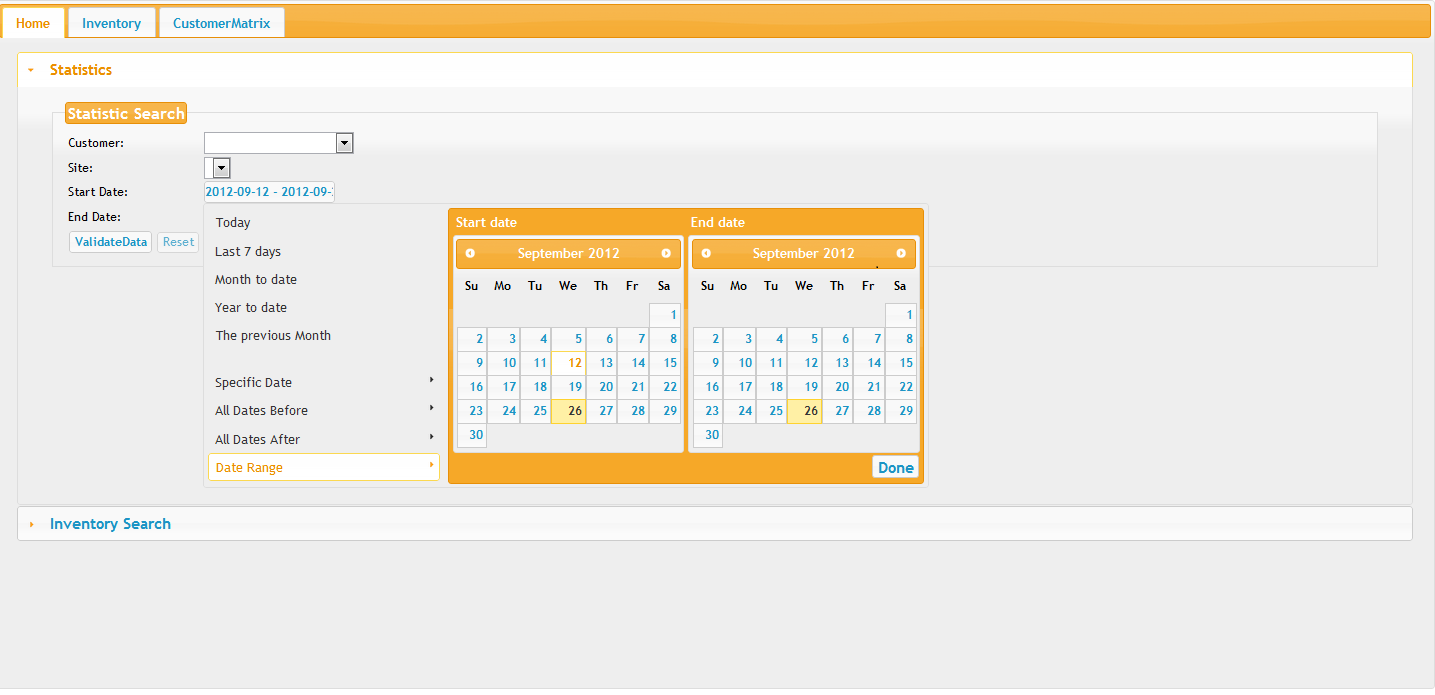 Home Inventory CustomerMatrix
Statistics
Statistic Search
Customer:
Site:
Start Date: 2012-09-12 - 2012-09-
End Date:
ValidateData Reset
Today
Last 7 days
Month to date
Year to date
The previous Month
Specific Date
All Dates Before
All Dates After
Date Range
Start date
September 2012
Su Mo Tu We Th Fr Sa
1
2 3 4 5 6 7 8
9 10 11 12 13 14 15
16 17 18 19 20 21 22
23 24 25 26 27 28 29
30
End date
September 2012
Su Mo Tu We Th Fr Sa
1
2 3 4 5 6 7 8
9 10 11 12 13 14 15
16 17 18 19 20 21 22
23 24 25 26 27 28 29
30
Done
Inventory Search